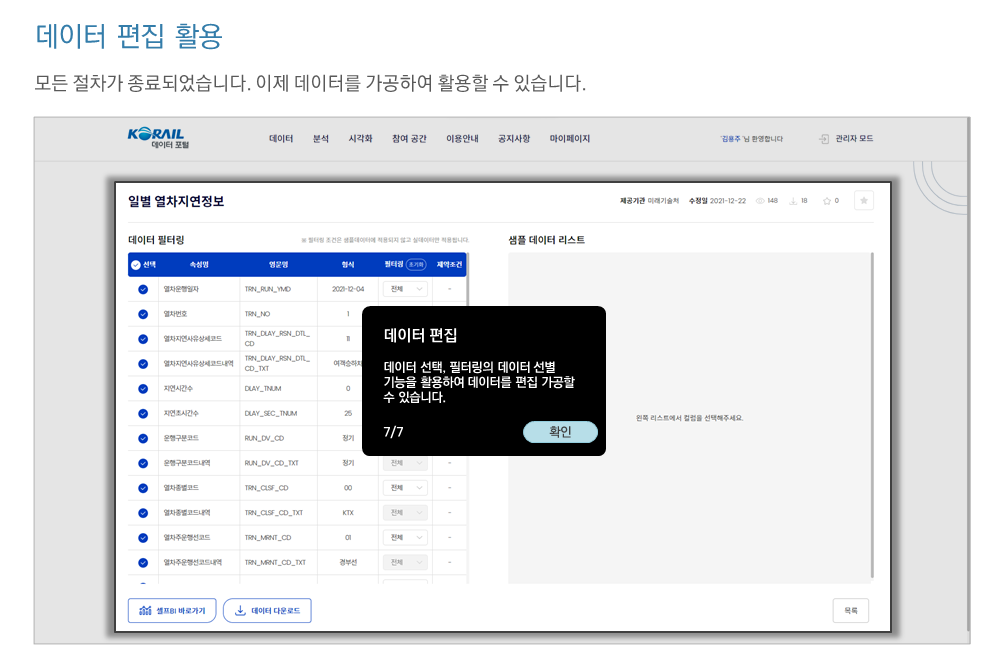 데이터 편집 활용
모든 절차가 종료되었습니다. 이제 데이터를 가공하여 활용할 수 있습니다.
KORAIL
데이터 포털
데이터 분석 시각화 참여 공간 이용안내 공지사항 마이페이지 '김용주'님 환영합니다 관리자 모드
일별 열차지연정보 제공기관 미래기술처 수정일 2021-12-22 148 18 0
데이터 필터링 ※ 필터링 조건은 샘플데이터에 적용되지 않고 실데이터만 적용됩니다. 샘플 데이터 리스트
선택 속성명 영문명 형식 필터링 초기화 제약조건
열차운행일자 TRN_RUN_YMD 2021-12-04 전체 -
열차번호 TRN_NO 1
열차지연사유상세코드 TRN_DLAY_RSN_DTL_
CD 11
열차지연사유상세코드내역 TRN_DLAY_RSN_DTL_
CD_TXT 여객승하차
지연시간수 DLAY_TNUM 0
지연초시간수 DLAY_SEC_TNUM 25
운행구분코드 RUN_DV_CD 정기
운행구분코드내역 RUN_DV_CD_TXT 정기 전체 -
열차종별코드 TRN_CLSF_CD 00 전체 -
열차종별코드내역 TRN_CLSF_CD_TXT KTX 전체 -
열차주운행선코드 TRN_MRNT_CD 01 전체 -
열차주운행선코드내역 TRN_MRNT_CD_TXT 경부선 전체 -
데이터 편집
데이터 선택, 필터링의 데이터 선별
기능을 활용하여 데이터를 편집 가공할
수 있습니다.
7/7 확인
왼쪽 리스트에서 컬럼을 선택해주세요.
셀프BI 바로가기 데이터 다운로드 목록